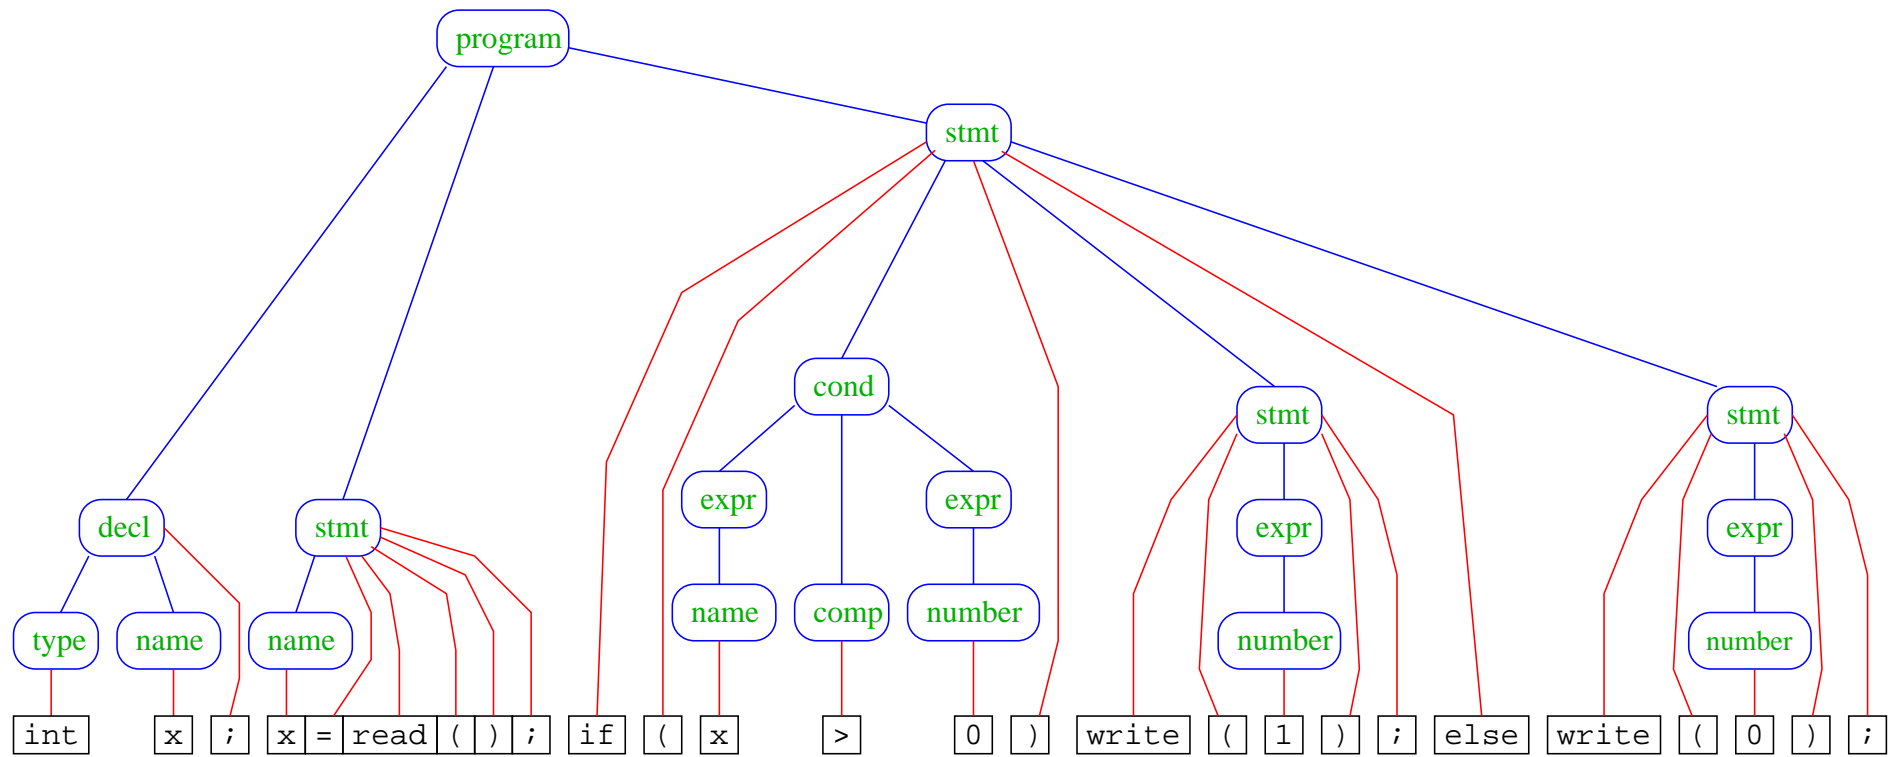 program
stmt
cond
stmt stmt
expr expr
decl stmt expr expr
name comp number
type name name number number
int x ; x = read ( ) ; if ( x > 0 ) write ( 1 ) ; else write ( 0 ) ;